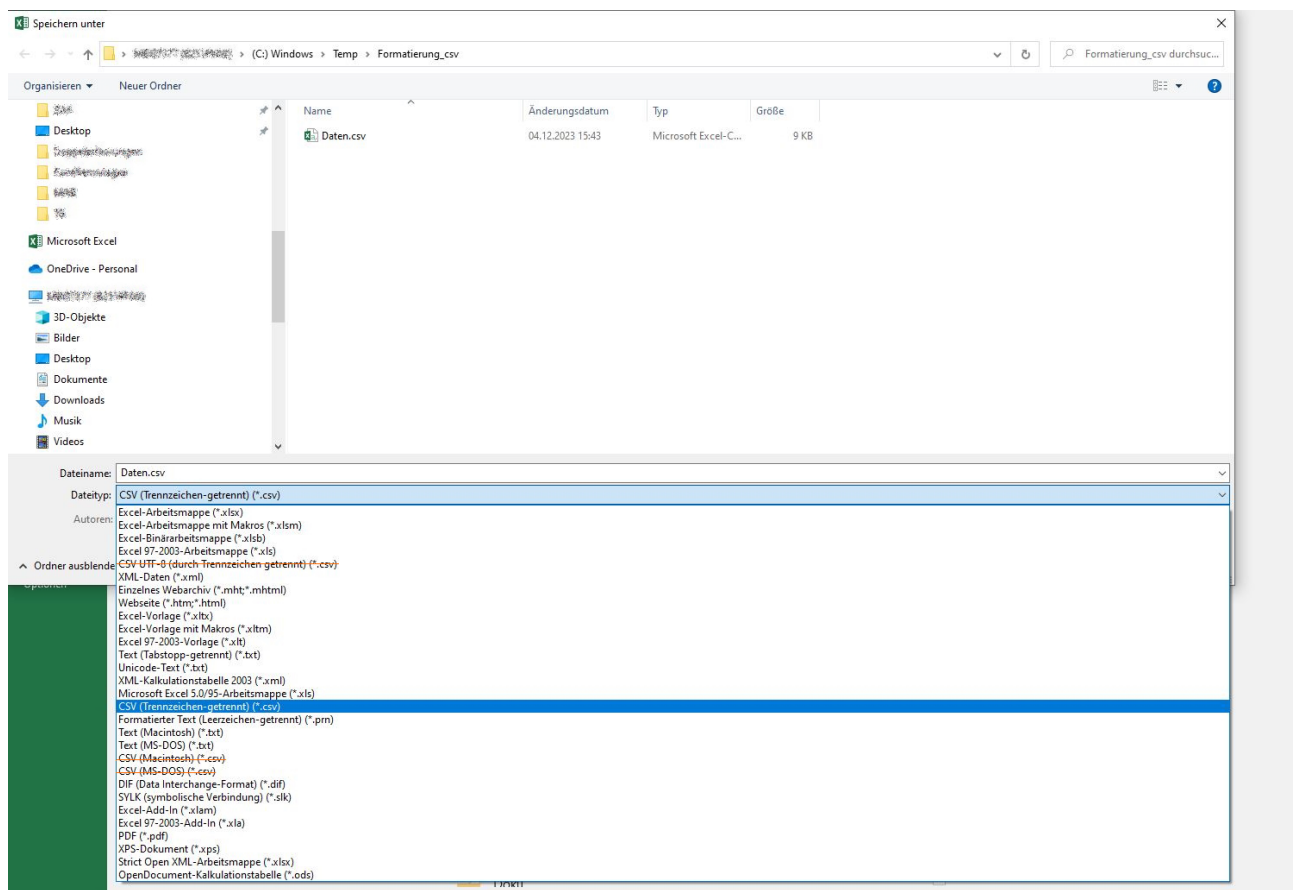 Speichern unter
(C:) Windows > Temp > Formatierung_csv
Formatierung_csv durchsuc...
Organisieren Neuer Ordner
Name Änderungsdatum Typ Größe
Daten.csv 04.12.2023 15:43 Microsoft Excel-C... 9 KB
Desktop
Microsoft Excel
OneDrive - Personal
3D-Objekte
Bilder
Desktop
Dokumente
Downloads
Musik
Videos
Dateiname: Daten.csv
Dateityp: CSV (Trennzeichen-getrennt) (*.csv)
Autoren:
Excel-Arbeitsmappe (*.xlsx)
Excel-Arbeitsmappe mit Makros (*.xlsm)
Excel-Binärarbeitsmappe (*.xlsb)
Excel 97-2003-Arbeitsmappe (*.xls)
Ordner ausblende
CSV UTF-8 (durch Trennzeichen getrennt) (*.csv)
XML-Daten (*.xml)
Optionen
Einzelnes Webarchiv (*.mht;*.mhtml)
Webseite (*.htm;*.html)
Excel-Vorlage (*.xltx)
Excel-Vorlage mit Makros (*.xltm)
Excel 97-2003-Vorlage (*.xlt)
Text (Tabstopp-getrennt) (*.txt)
Unicode-Text (*.txt)
XML-Kalkulationstabelle 2003 (*.xml)
Microsoft Excel 5.0/95-Arbeitsmappe (*.xls)
CSV (Trennzeichen-getrennt) (*.csv)
Formatierter Text (Leerzeichen-getrennt) (*.prn)
Text (Macintosh) (*.txt)
Text (MS-DOS) (*.txt)
CSV (Macintosh) (*.csv)
CSV (MS-DOS) (*.csv)
DIF (Data Interchange-Format) (*.dif)
SYLK (symbolische Verbindung) (*.slk)
Excel-Add-In (*.xlam)
Excel 97-2003-Add-In (*.xla)
PDF (*.pdf)
XPS-Dokument (*.xps)
Strict Open XML-Arbeitsmappe (*.xlsx)
OpenDocument-Kalkulationstabelle (*.ods)